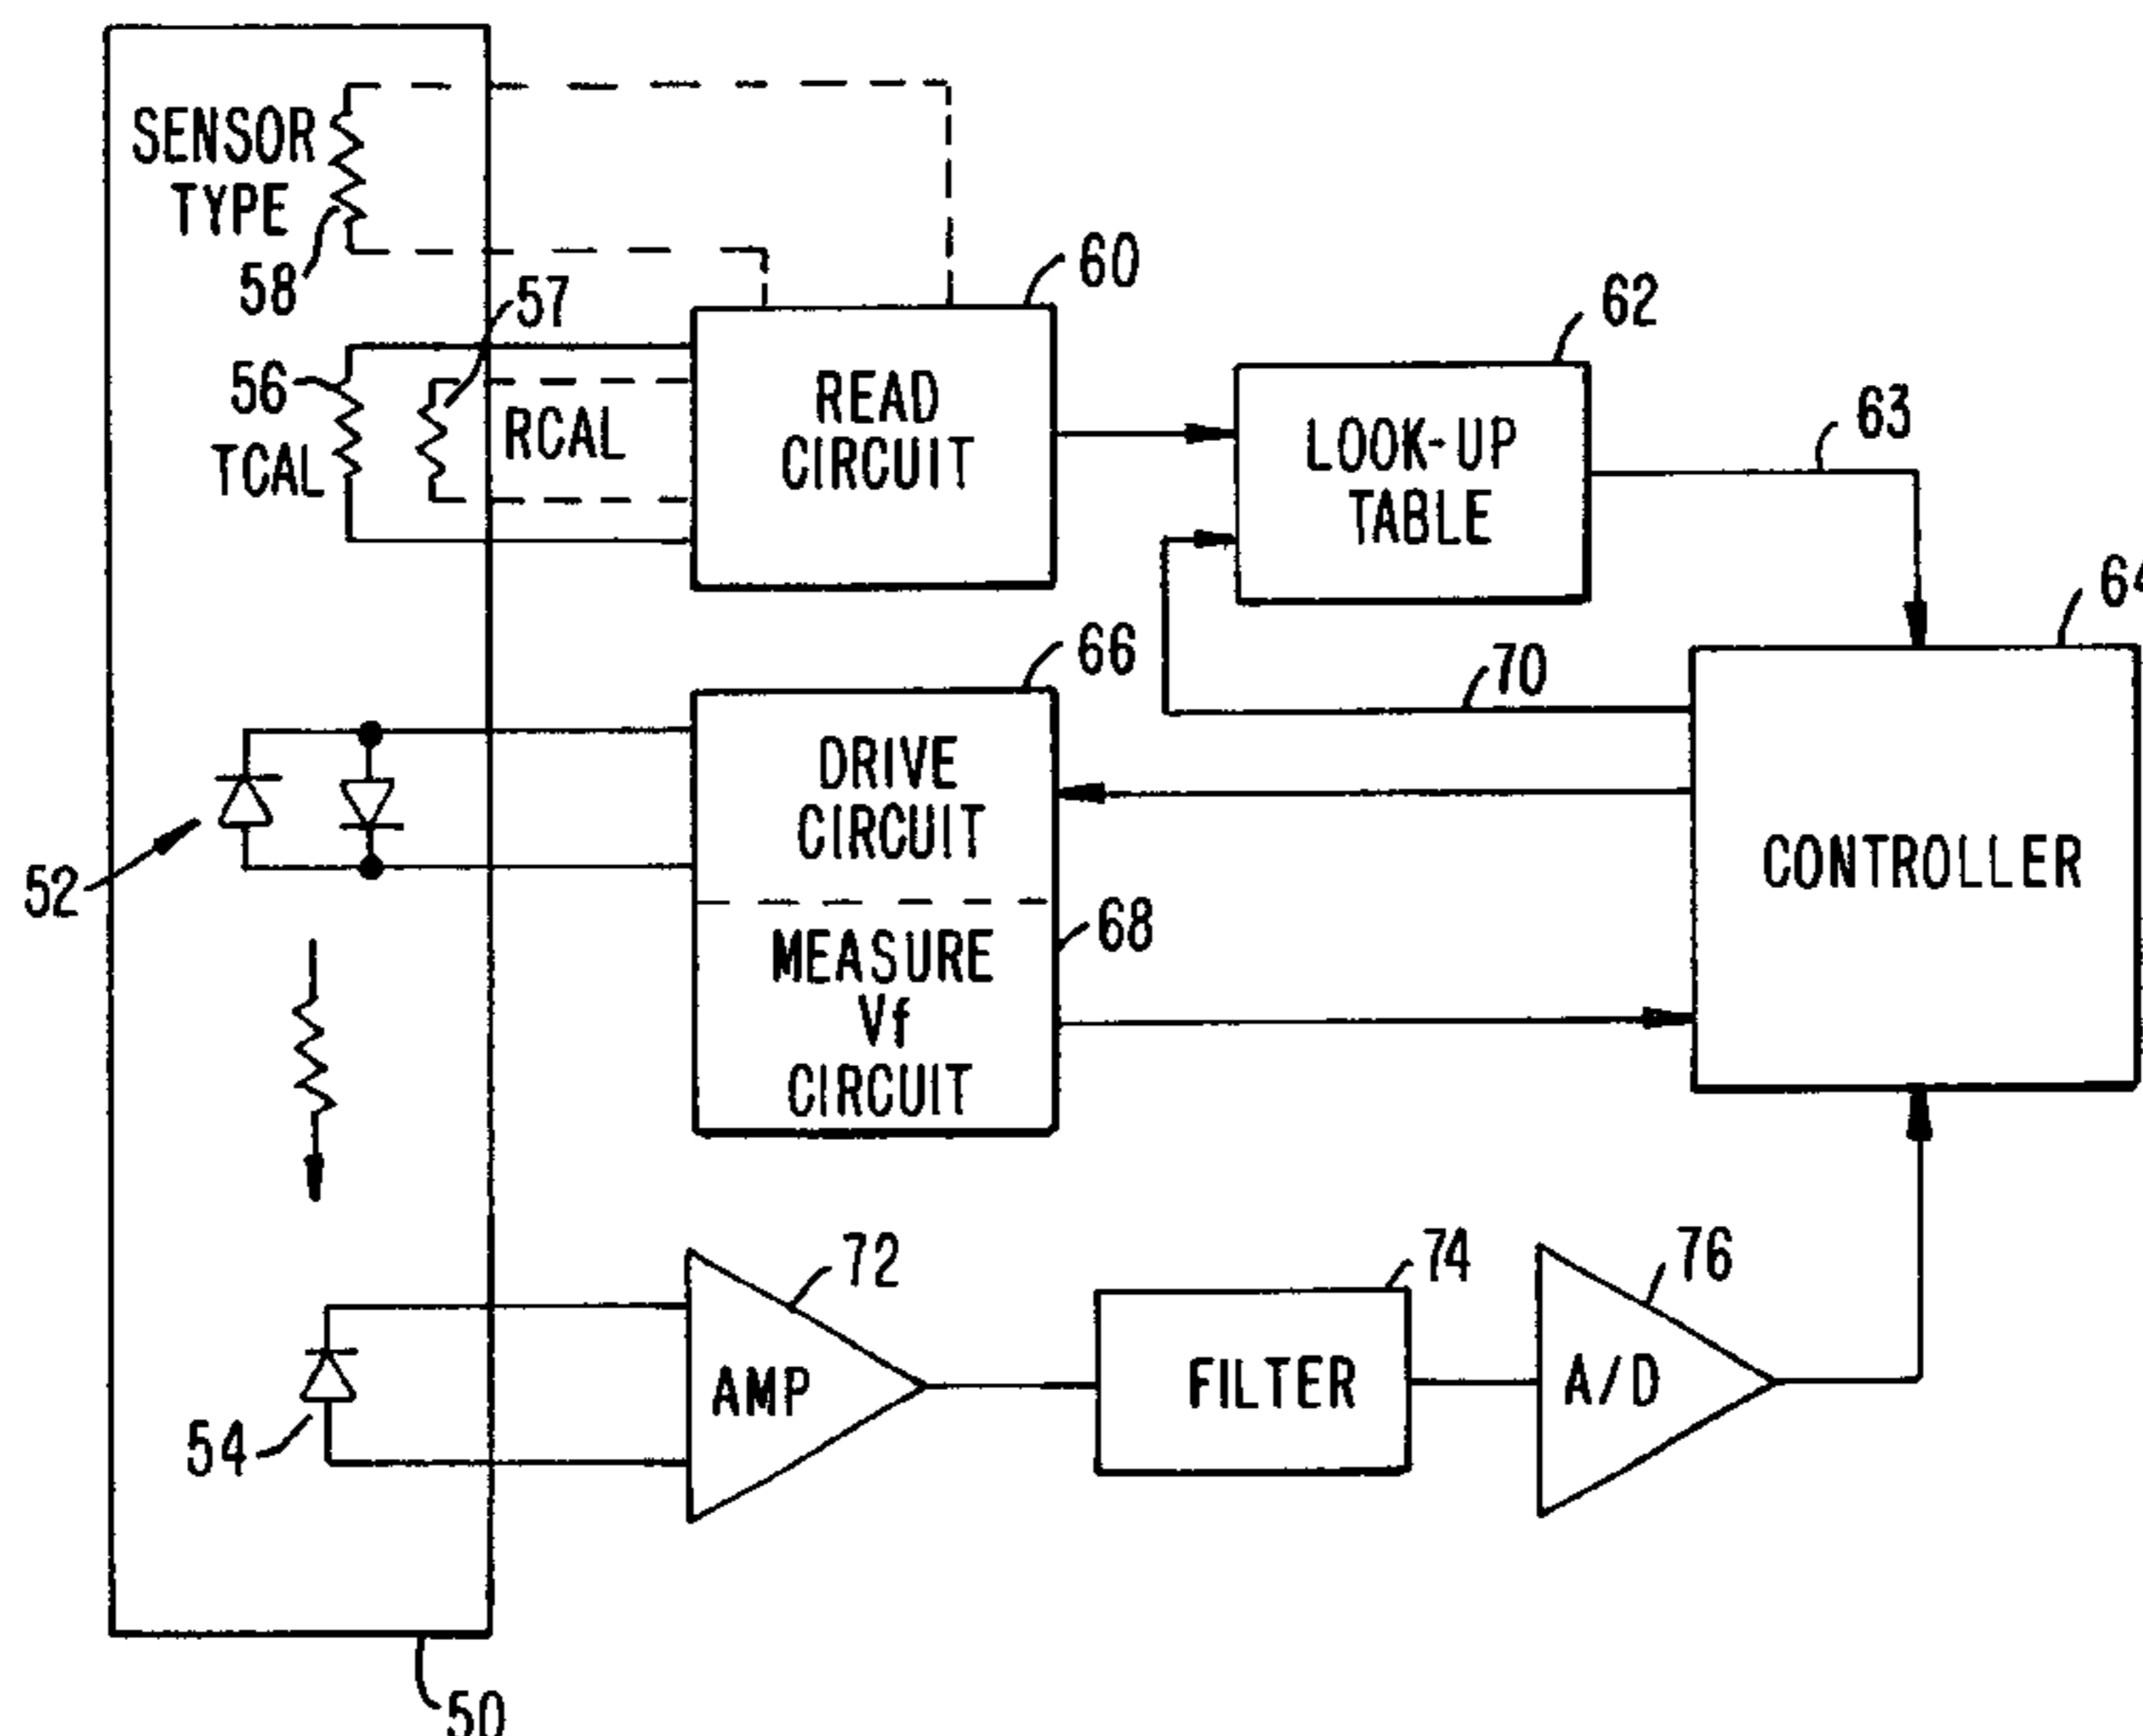 SENSOR
TYPE
58
57
56
TCAL
RCAL
60
READ
CIRCUIT
62
LOOK-UP
TABLE
63
64
66
DRIVE
CIRCUIT
68
MEASURE
Vf
CIRCUIT
70
CONTROLLER
52
54
72
AMP
74
FILTER
76
A/D
50